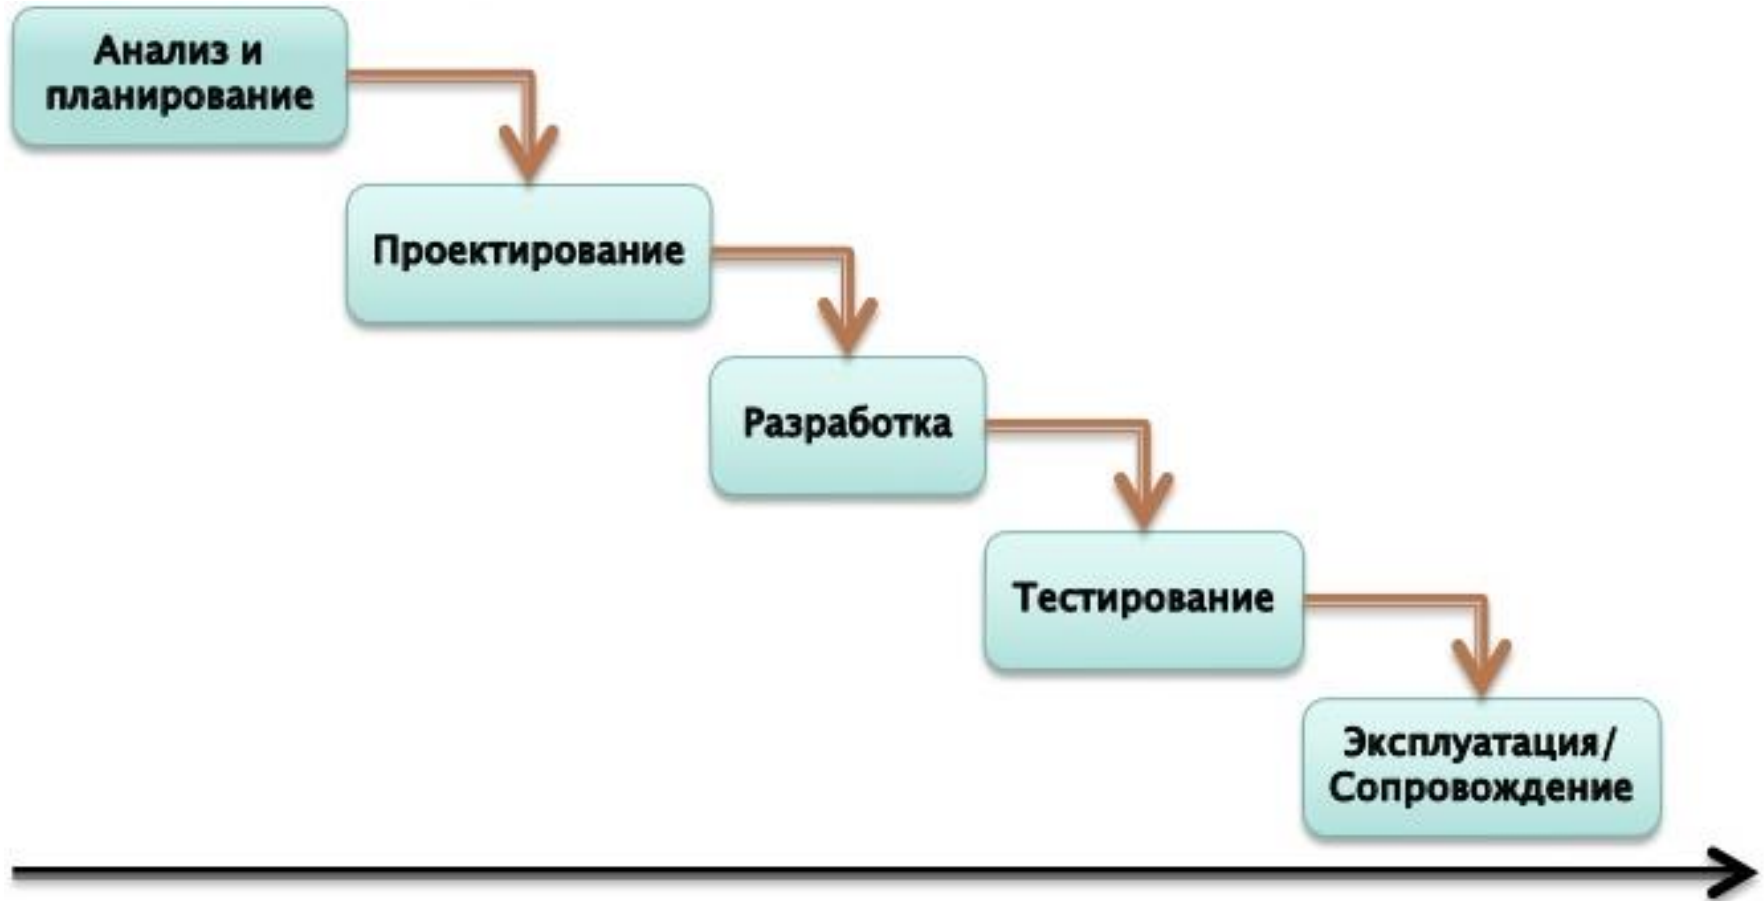 Анализ и
планирование
Проектирование
Разработка
Тестирование
Эксплуатация/
Сопровождение